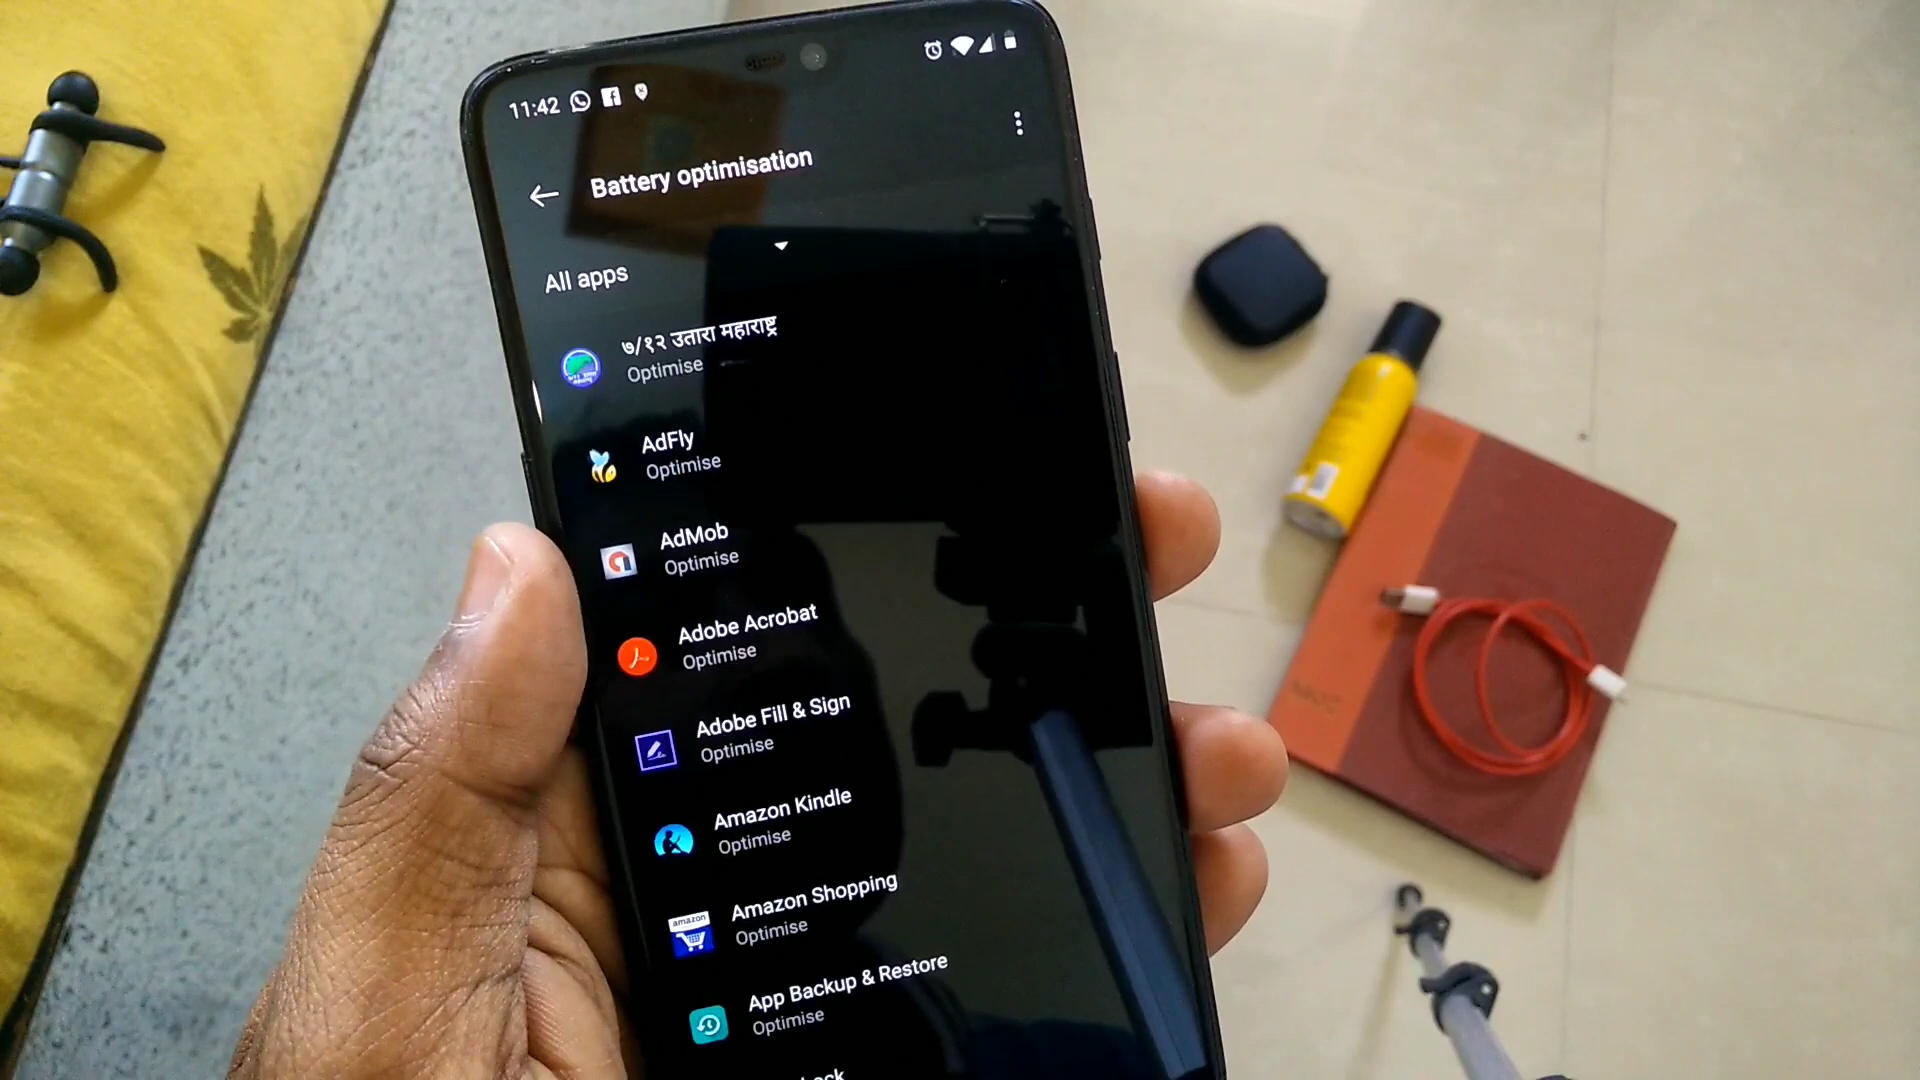 11:42
Battery optimisation
All apps
७/१२ उतारा महाराष्ट्र
Optimise
AdFly
Optimise
AdMob
Optimise
Adobe Acrobat
Optimise
Adobe Fill & Sign
Optimise
Amazon Kindle
Optimise
amazon
Amazon Shopping
Optimise
App Backup & Restore
Optimise